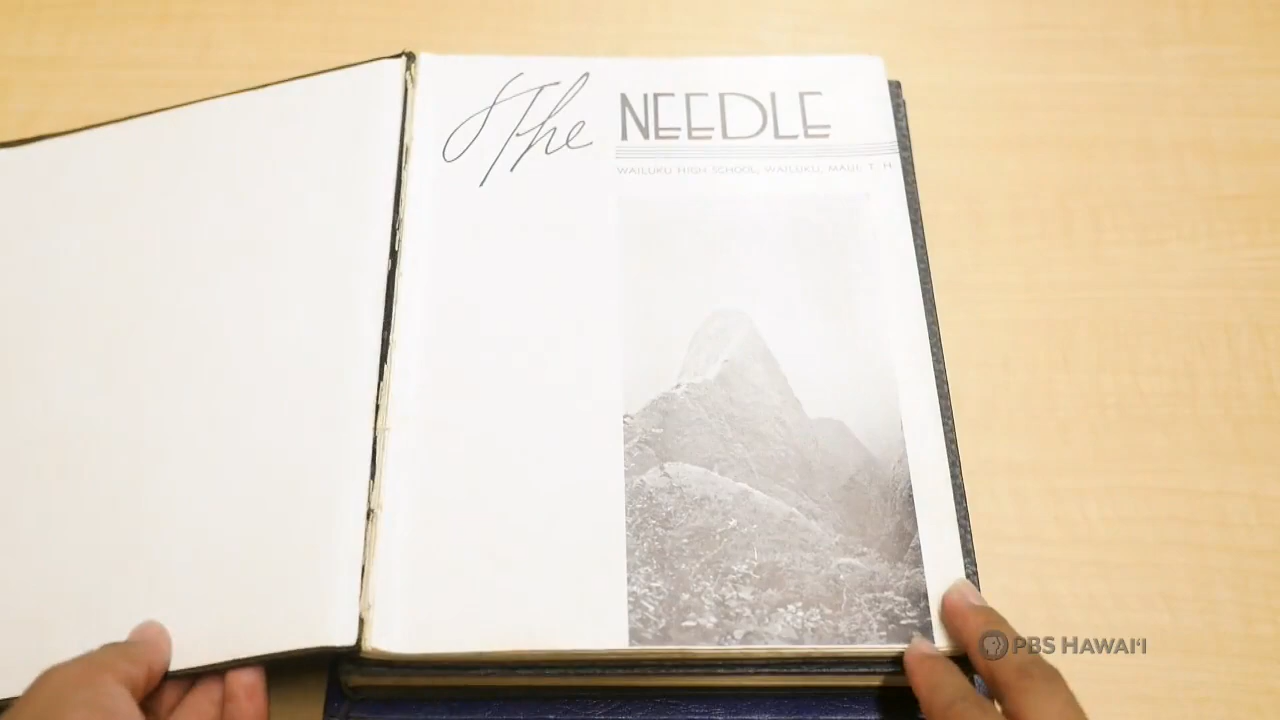 The NEEDLE
WAILUKU HIGH SCHOOL, WAILUKU, MAUI, T. H.
PBS HAWAIʻI